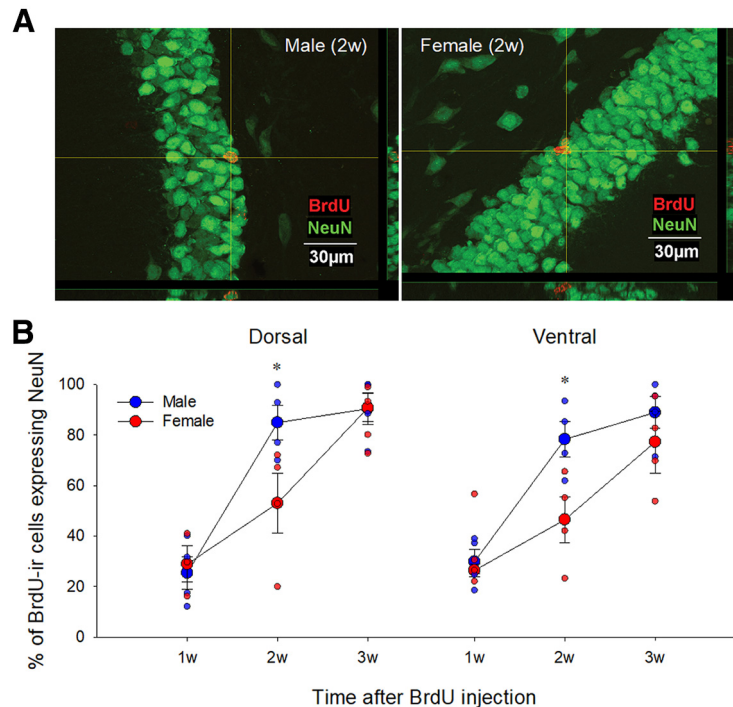 A
Male (2w)
Female (2w)
BrdU
NeuN
30µm
BrdU
NeuN
30µm
B
Dorsal
Ventral
*
*
Male
Female
% of BrdU-ir cells expressing NeuN
100
80
60
40
20
0
1w
2w
3w
1w
2w
3w
Time after BrdU injection